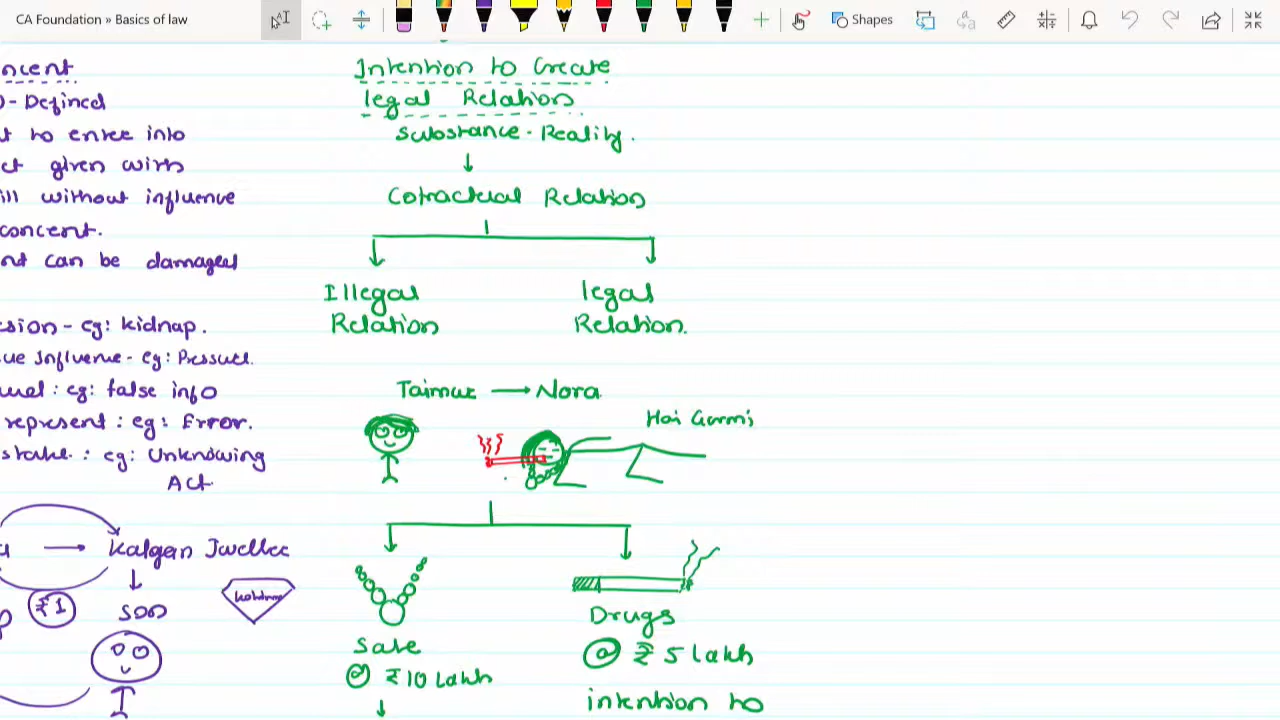 CA Foundation » Basics of law
Shapes
ncent
)- Defined
t to enter into
ct given with
ill without influence
concent.
nt can be damaged
sion - eg: kidnap.
ue Influence - eg: Pressure.
: eg: false info
represent : eg: Error.
stake : eg: Unknowing
Act
Kalyan Jweller
₹1
son
Intention to Create
legal Relation
substance - Reality.
Cotractual Relation
Illegal
Relation
legal
Relation.
Taimur → Nora
Hai Garmi
Sale
@ ₹10 Lakh
Drugs
@ ₹ 5 lakh
intention to